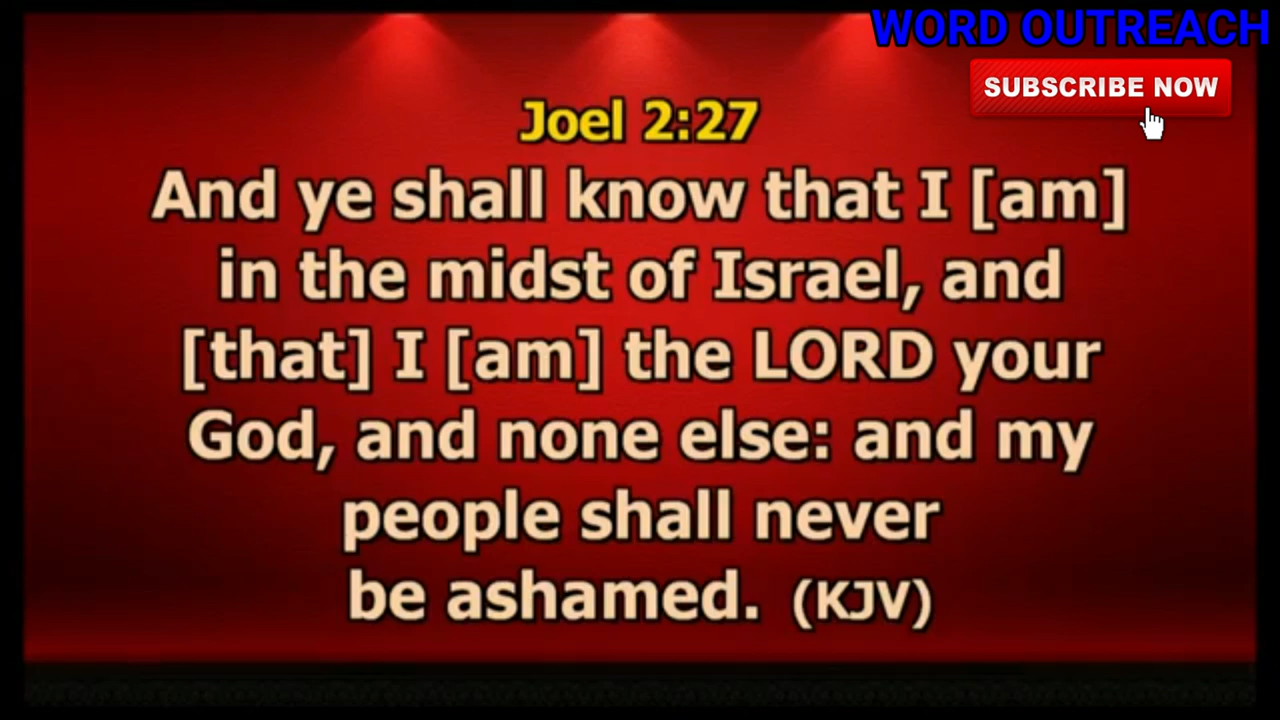 WORD OUTREACH
SUBSCRIBE NOW
Joel 2:27
And ye shall know that I [am]
in the midst of Israel, and
[that] I [am] the LORD your
God, and none else: and my
people shall never
be ashamed. (KJV)